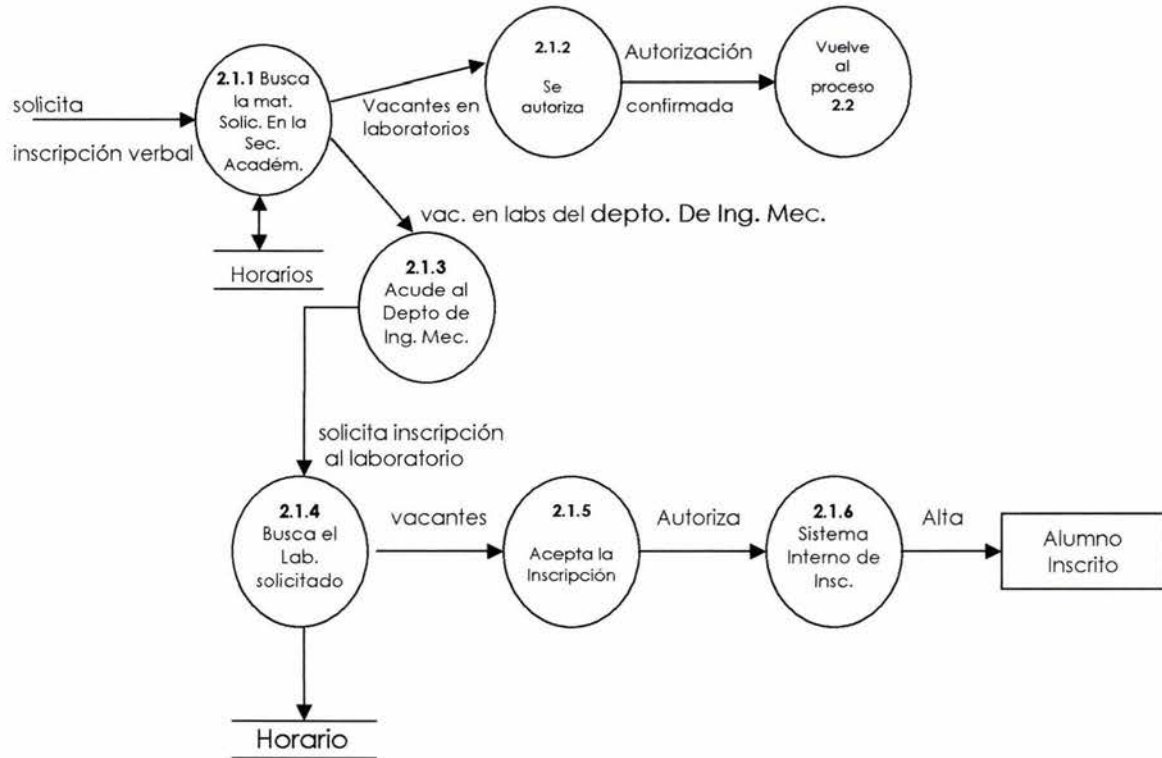 solicita
inscripción verbal
2.1.1 Busca
la mat.
Solic. En la
Sec.
Académ.
Horarios
Vacantes en
laboratorios
2.1.2
Se
autoriza
Autorización
confirmada
Vuelve
al
proceso
2.2
vac. en labs del depto. De Ing. Mec.
2.1.3
Acude al
Depto de
Ing. Mec.
solicita inscripción
al laboratorio
2.1.4
Busca el
Lab.
solicitado
vacantes
2.1.5
Acepta la
Inscripción
Autoriza
2.1.6
Sistema
Interno de
Insc.
Alta
Alumno
Inscrito
Horario